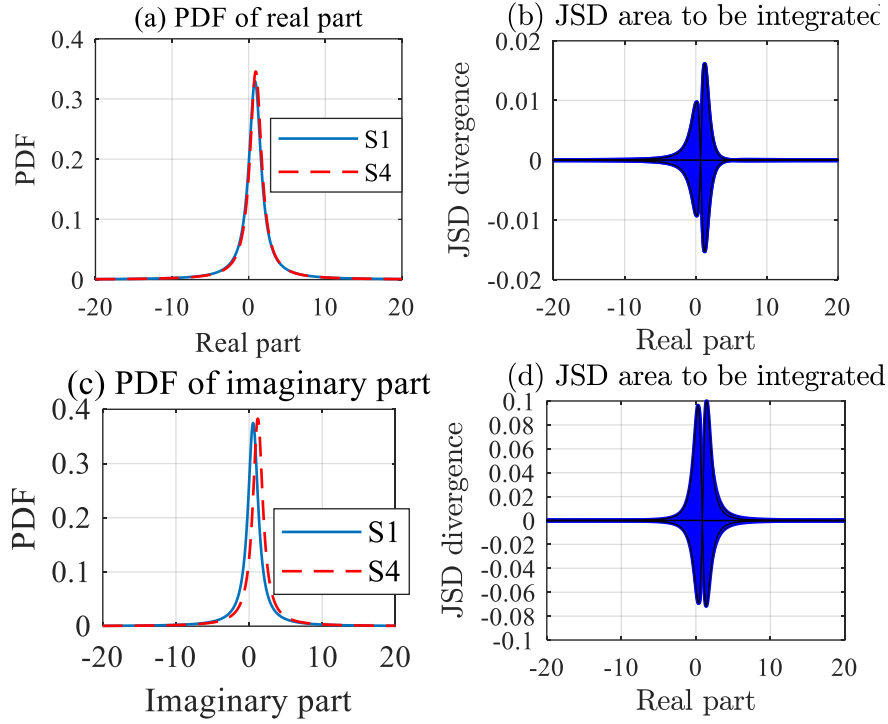 (a) PDF of real part
0.4
0.3
0.2
0.1
0
PDF
S1
S4
-20
-10
0
10
20
Real part
(b) JSD area to be integrated
0.02
0.01
0
-0.01
-0.02
JSD divergence
-20
-10
0
10
20
Real part
(c) PDF of imaginary part
0.4
0.3
0.2
0.1
0
PDF
S1
S4
-20
-10
0
10
20
Imaginary part
(d) JSD area to be integrated
0.1
0.08
0.06
0.04
0.02
0
-0.02
-0.04
-0.06
-0.08
-0.1
JSD divergence
-20
-10
0
10
20
Real part